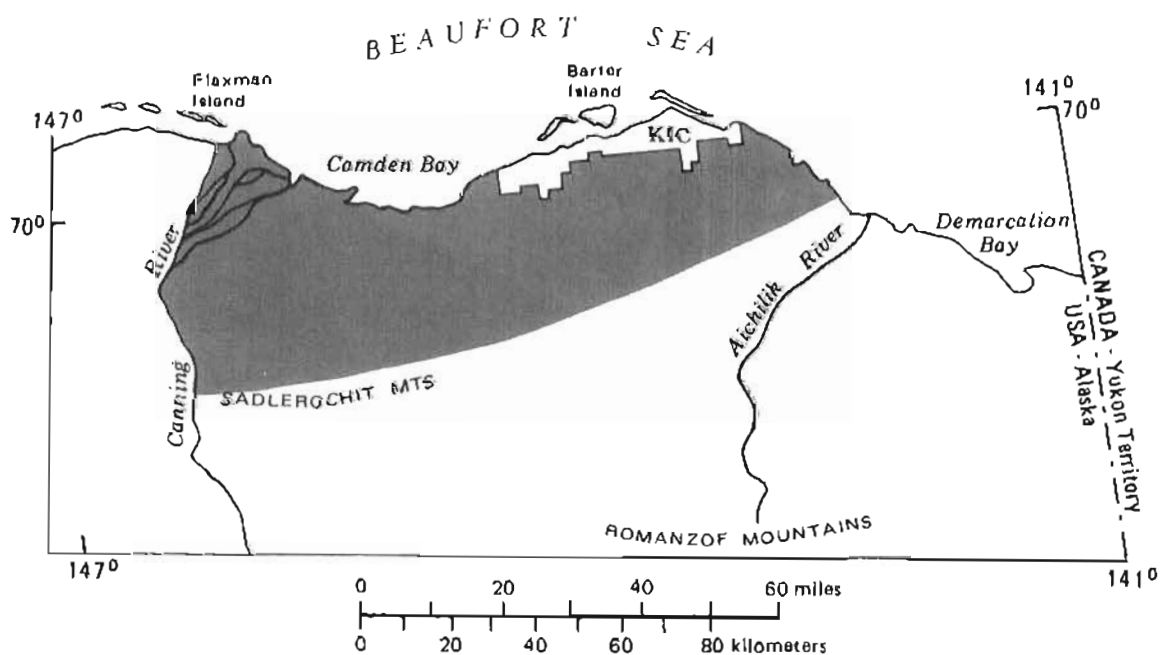 BEAUFORT SEA
Flaxman
Island
Barter
Island
141°
70°
147°
KIC
Camden Bay
70°
River
Demarcation
Bay
Aichilik River
CANADA - Yukon Territory
USA - Alaska
Canning
SADLEROCHIT MTS
ROMANZOF MOUNTAINS
147°
141°
0 20 40 60 miles
0 20 40 60 80 kilometers